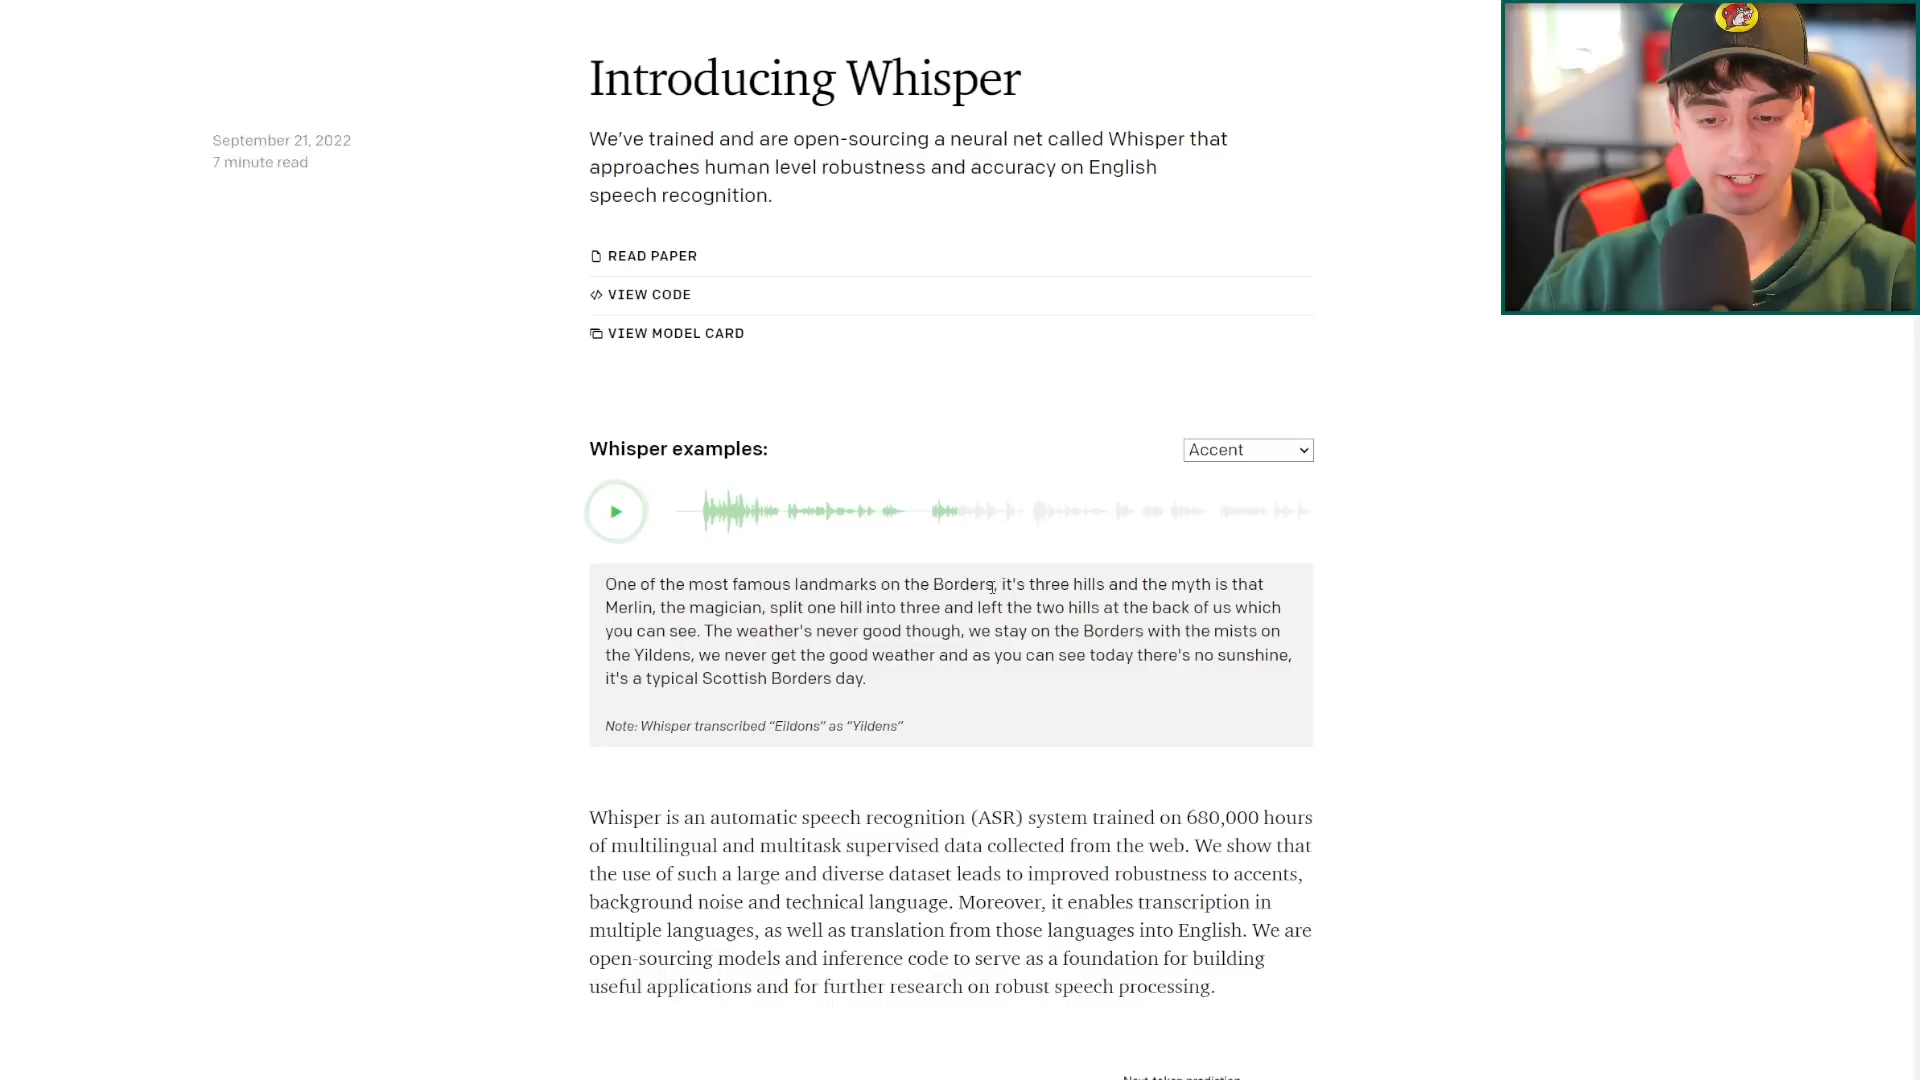 Introducing Whisper
September 21, 2022
7 minute read
We’ve trained and are open-sourcing a neural net called Whisper that
approaches human level robustness and accuracy on English
speech recognition.
READ PAPER
VIEW CODE
VIEW MODEL CARD
Whisper examples:
Accent
One of the most famous landmarks on the Borders, it's three hills and the myth is that
Merlin, the magician, split one hill into three and left the two hills at the back of us which
you can see. The weather's never good though, we stay on the Borders with the mists on
the Yildens, we never get the good weather and as you can see today there's no sunshine,
it's a typical Scottish Borders day.
Note: Whisper transcribed “Eildons” as “Yildens”
Whisper is an automatic speech recognition (ASR) system trained on 680,000 hours
of multilingual and multitask supervised data collected from the web. We show that
the use of such a large and diverse dataset leads to improved robustness to accents,
background noise and technical language. Moreover, it enables transcription in
multiple languages, as well as translation from those languages into English. We are
open-sourcing models and inference code to serve as a foundation for building
useful applications and for further research on robust speech processing.